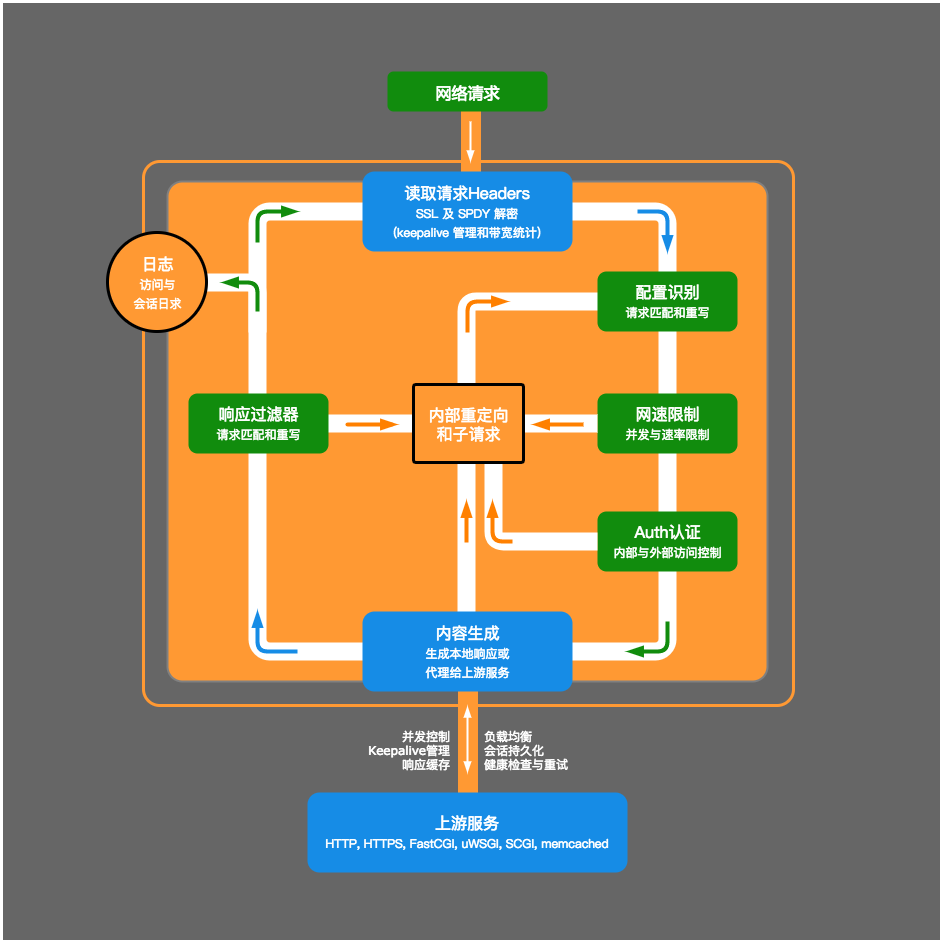 网络请求
读取请求Headers
SSL 及 SPDY 解密
(keepalive 管理和带宽统计)
日志
访问与
会话日求
配置识别
请求匹配和重写
响应过滤器
请求匹配和重写
内部重定向
和子请求
网速限制
并发与速率限制
Auth认证
内部与外部访问控制
内容生成
生成本地响应或
代理给上游服务
并发控制
Keepalive管理
响应缓存
负载均衡
会话持久化
健康检查与重试
上游服务
HTTP, HTTPS, FastCGI, uWSGI, SCGI, memcached